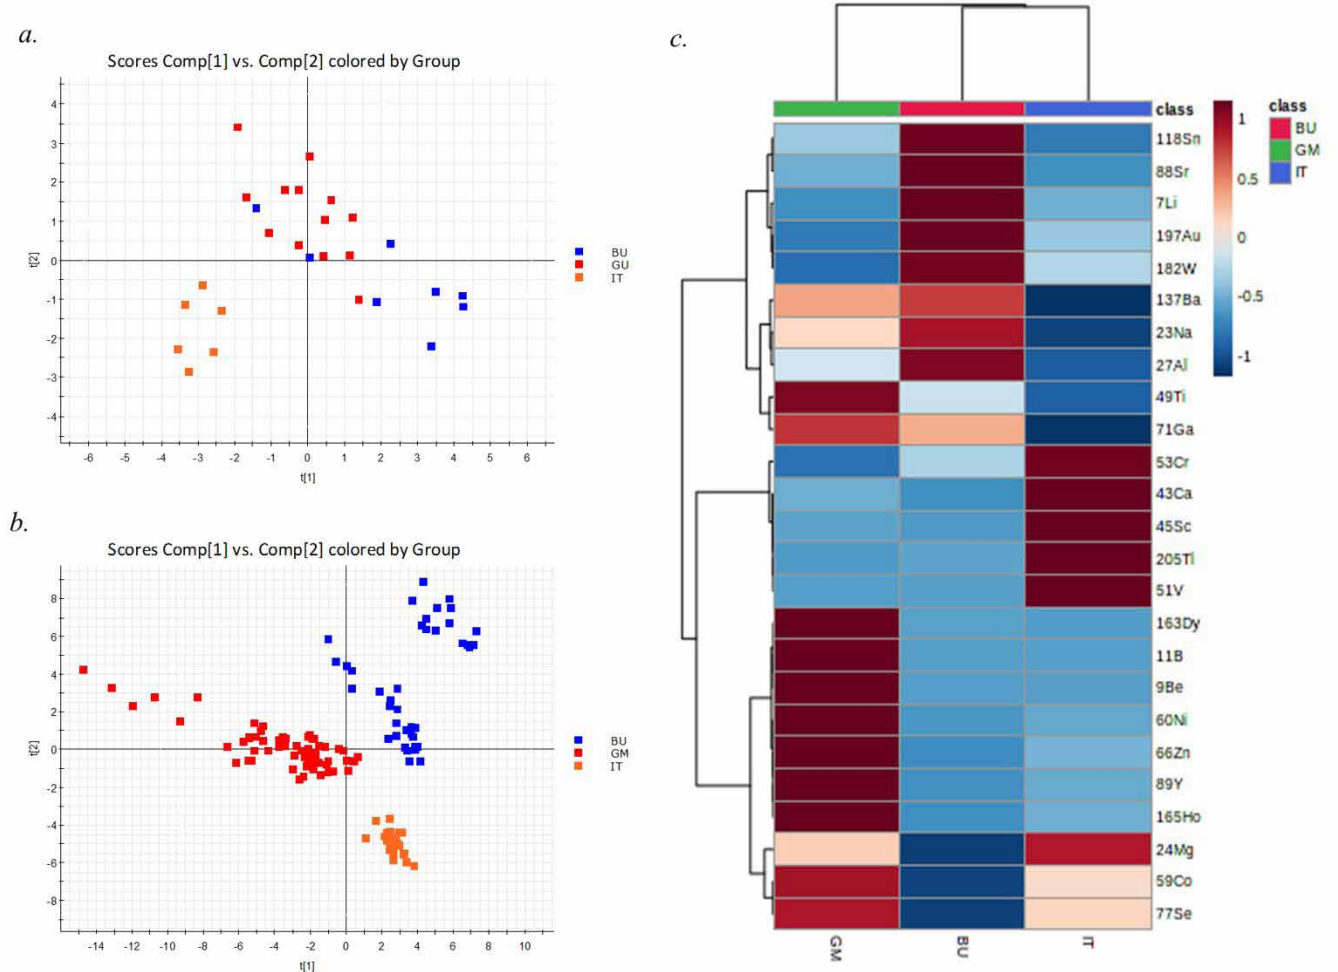 a.
Scores Comp[1] vs. Comp[2] colored by Group
4
3
2
1
0
-1
-2
-3
-4
t[2]
-6 -5 -4 -3 -2 -1 0 1 2 3 4 5 6
t[1]
BU
GU
IT
b.
Scores Comp[1] vs. Comp[2] colored by Group
8
6
4
2
0
-2
-4
-6
-8
t[2]
-14 -12 -10 -8 -6 -4 -2 0 2 4 6 8 10
t[1]
BU
GM
IT
c.
class
118Sn
88Sr
7Li
197Au
182W
137Ba
23Na
27Al
49Ti
71Ga
53Cr
43Ca
45Sc
205Tl
51V
163Dy
11B
9Be
60Ni
66Zn
89Y
165Ho
24Mg
59Co
77Se
GM BU IT
1
0.5
0
-0.5
-1
class
BU
GM
IT